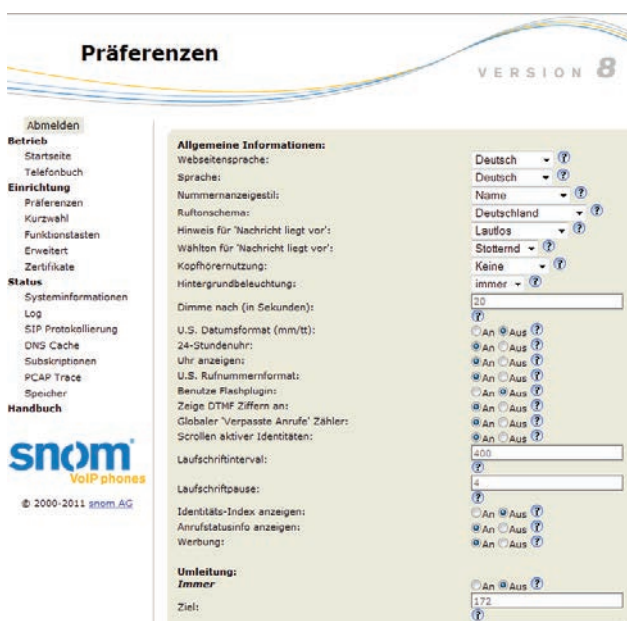 Präferenzen
VERSION 8
Abmelden
Betrieb
Startseite
Telefonbuch
Einrichtung
Präferenzen
Kurzwahl
Funktionstasten
Erweitert
Zertifikate
Status
Systeminformationen
Log
SIP Protokollierung
DNS Cache
Subskriptionen
PCAP Trace
Speicher
Handbuch
snom
VoIP phones
© 2000-2011 snom AG
Allgemeine Informationen:
Webseitensprache: Deutsch ?
Sprache: Deutsch ?
Nummernanzeigestil: Name ?
Ruftonschema: Deutschland ?
Hinweis für 'Nachricht liegt vor': Lautlos ?
Wählton für 'Nachricht liegt vor': Stotternd ?
Kopfhörernutzung: Keine ?
Hintergrundbeleuchtung: immer ?
Dimme nach (in Sekunden): 20
?
U.S. Datumsformat (mm/tt): An Aus ?
24-Stundenuhr: An Aus ?
Uhr anzeigen: An Aus ?
U.S. Rufnummernformat: An Aus ?
Benutze Flashplugin: An Aus ?
Zeige DTMF Ziffern an: An Aus ?
Globaler 'Verpasste Anrufe' Zähler: An Aus ?
Scrollen aktiver Identitäten: An Aus ?
Laufschriftinterval: 400
?
Laufschriftpause: 4
?
Identitäts-Index anzeigen: An Aus ?
Anrufstatusinfo anzeigen: An Aus ?
Werbung: An Aus ?
Umleitung:
Immer An Aus ?
Ziel: 172
?